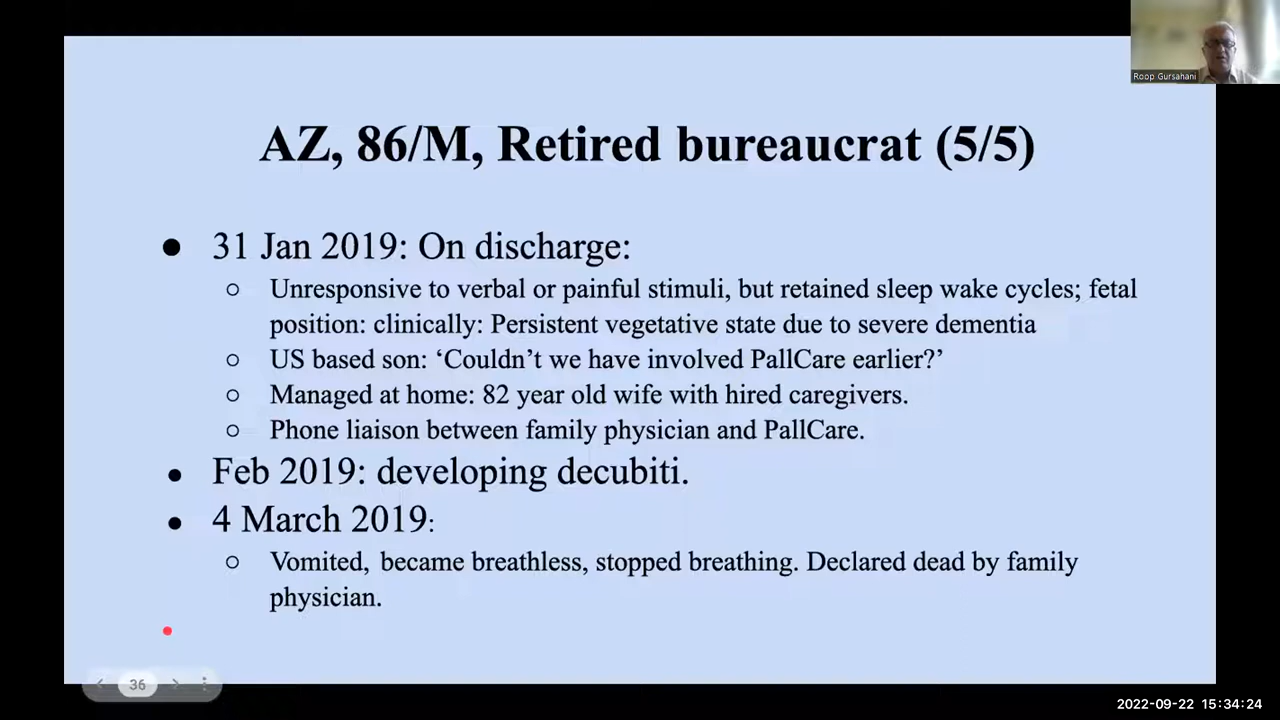 Roop Gursahani
AZ, 86/M, Retired bureaucrat (5/5)
● 31 Jan 2019: On discharge:
○ Unresponsive to verbal or painful stimuli, but retained sleep wake cycles; fetal
position: clinically: Persistent vegetative state due to severe dementia
○ US based son: ‘Couldn’t we have involved PallCare earlier?’
○ Managed at home: 82 year old wife with hired caregivers.
○ Phone liaison between family physician and PallCare.
● Feb 2019: developing decubiti.
● 4 March 2019:
○ Vomited, became breathless, stopped breathing. Declared dead by family
physician.
36
2022-09-22 15:34:24